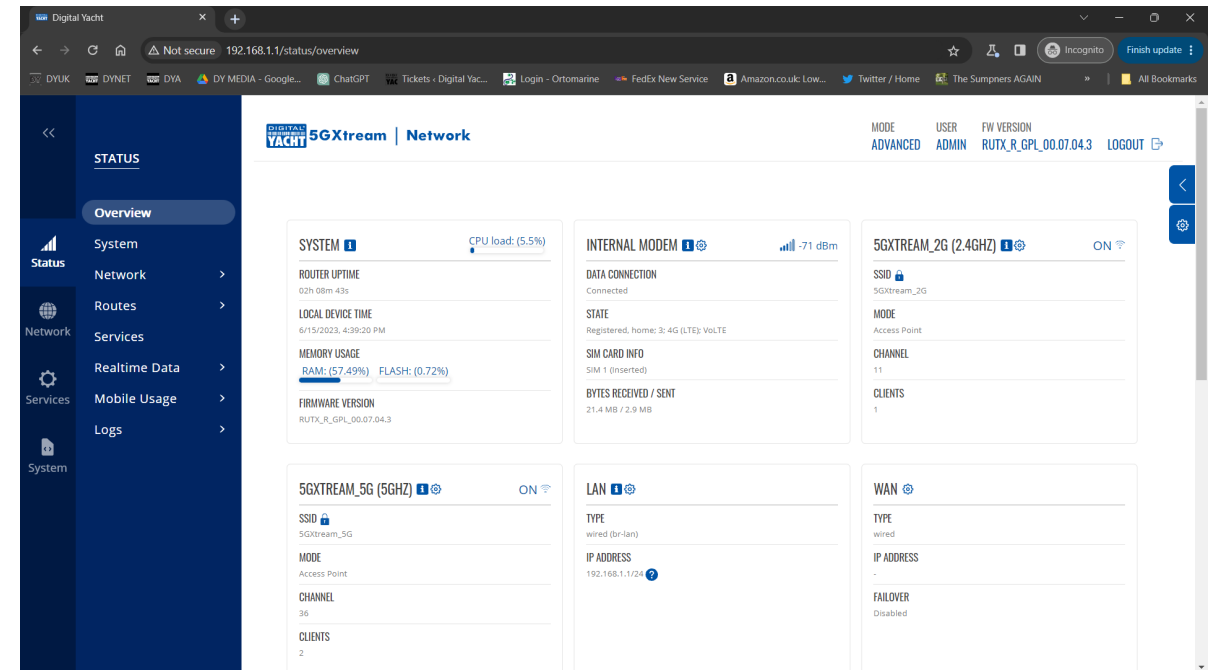 Digital Yacht
Not secure 192.168.1.1/status/overview
Incognito
Finish update
DYUK
DYNET
DYA
DY MEDIA - Google...
ChatGPT
Tickets ‹ Digital Yac...
Login - Ortomarine
FedEx New Service
Amazon.co.uk: Low...
Twitter / Home
The Sumpners AGAIN
»
All Bookmarks
<<
STATUS
DIGITAL YACHT 5GXtream | Network
MODE
ADVANCED
USER
ADMIN
FW VERSION
RUTX_R_GPL_00.07.04.3
LOGOUT
Status
Network
Services
System
Overview
System
Network
Routes
Services
Realtime Data
Mobile Usage
Logs
SYSTEM
CPU load: (5.5%)
ROUTER UPTIME
02h 08m 43s
LOCAL DEVICE TIME
6/15/2023, 4:39:20 PM
MEMORY USAGE
RAM: (57.49%) FLASH: (0.72%)
FIRMWARE VERSION
RUTX_R_GPL_00.07.04.3
INTERNAL MODEM
-71 dBm
DATA CONNECTION
Connected
STATE
Registered, home; 3; 4G (LTE); VoLTE
SIM CARD INFO
SIM 1 (Inserted)
BYTES RECEIVED / SENT
21.4 MB / 2.9 MB
5GXTREAM_2G (2.4GHZ)
ON
SSID
5GXtream_2G
MODE
Access Point
CHANNEL
11
CLIENTS
1
5GXTREAM_5G (5GHZ)
ON
SSID
5GXtream_5G
MODE
Access Point
CHANNEL
36
CLIENTS
2
LAN
TYPE
wired (br-lan)
IP ADDRESS
192.168.1.1/24
WAN
TYPE
wired
IP ADDRESS
-
FAILOVER
Disabled